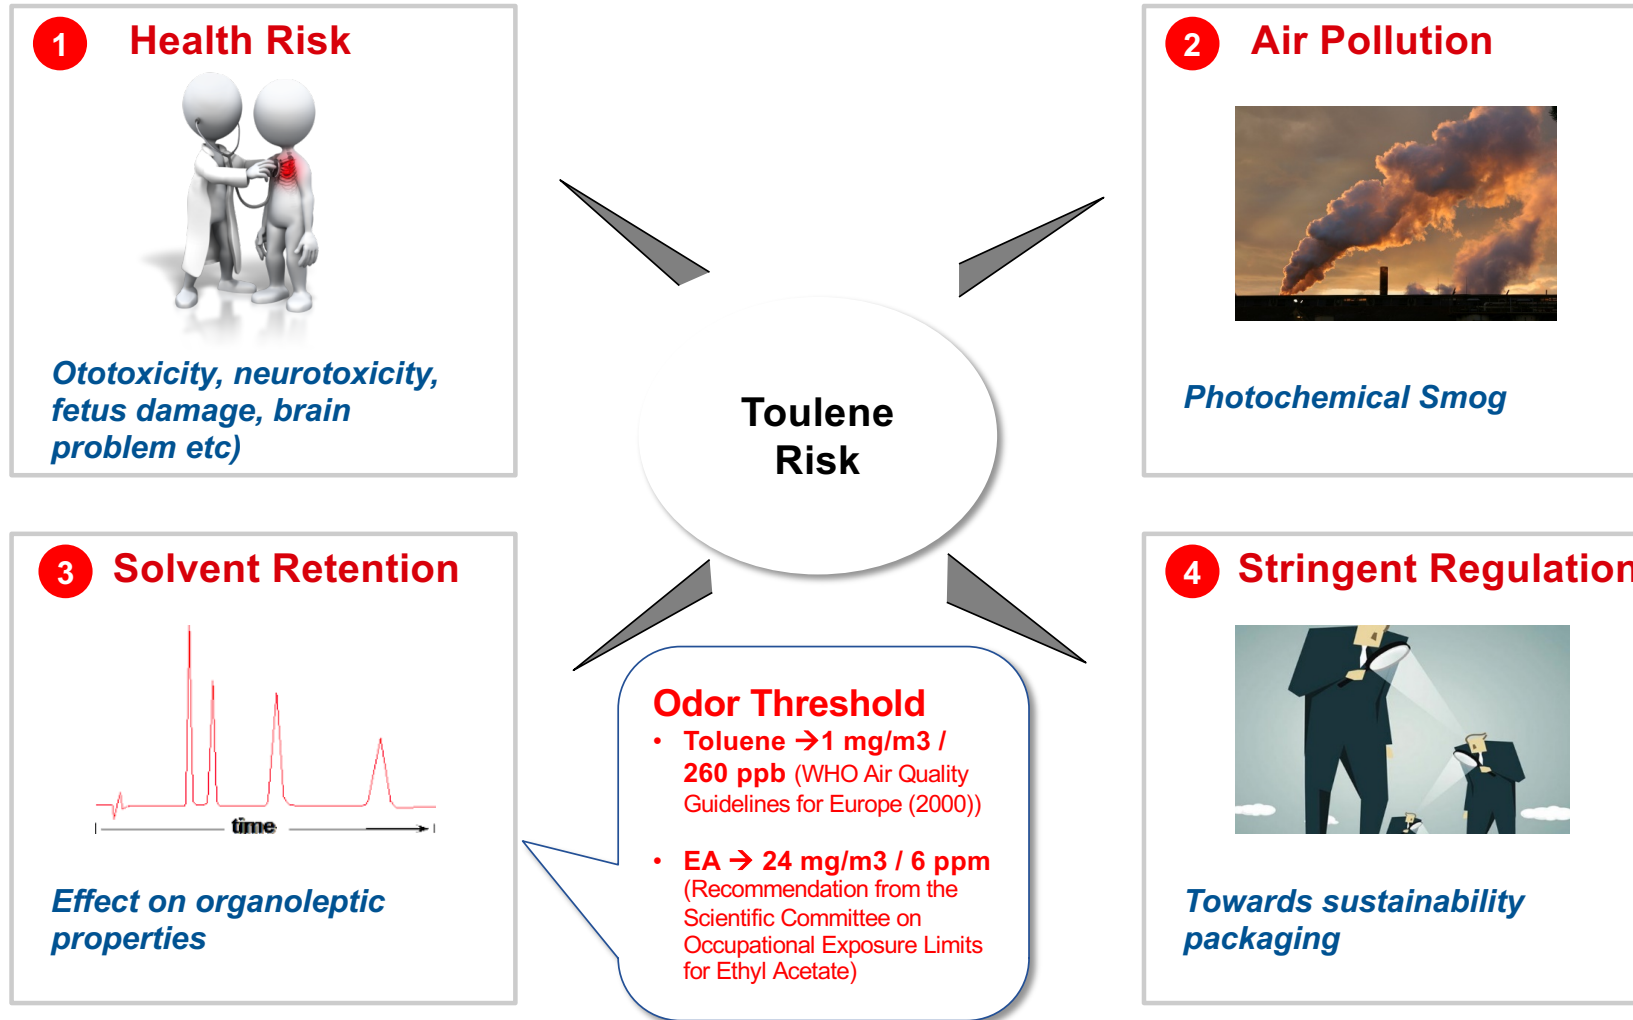 1 Health Risk
Ototoxicity, neurotoxicity,
fetus damage, brain
problem etc)
2 Air Pollution
Photochemical Smog
Toulene
Risk
3 Solvent Retention
time
Effect on organoleptic
properties
Odor Threshold
• Toluene →1 mg/m3 /
260 ppb (WHO Air Quality
Guidelines for Europe (2000))
• EA → 24 mg/m3 / 6 ppm
(Recommendation from the
Scientific Committee on
Occupational Exposure Limits
for Ethyl Acetate)
4 Stringent Regulation
Towards sustainability
packaging